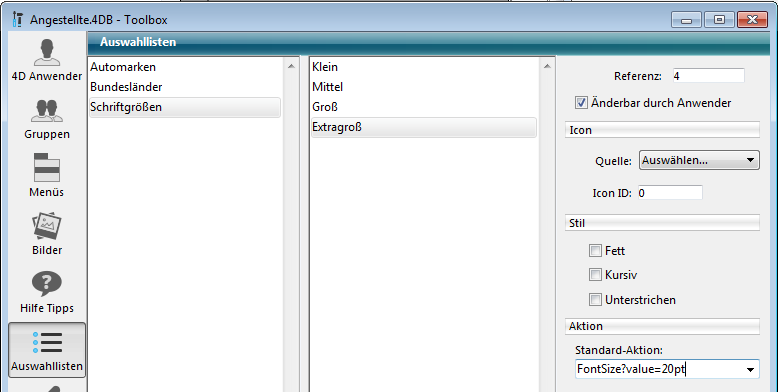 Angestellte.4DB - Toolbox
Auswahllisten
4D Anwender
Gruppen
Menüs
Bilder
Hilfe Tipps
Auswahllisten
Automarken
Bundesländer
Schriftgrößen
Klein
Mittel
Groß
Extragroß
Referenz: 4
Änderbar durch Anwender
Icon
Quelle: Auswählen...
Icon ID: 0
Stil
Fett
Kursiv
Unterstrichen
Aktion
Standard-Aktion:
FontSize?value=20pt